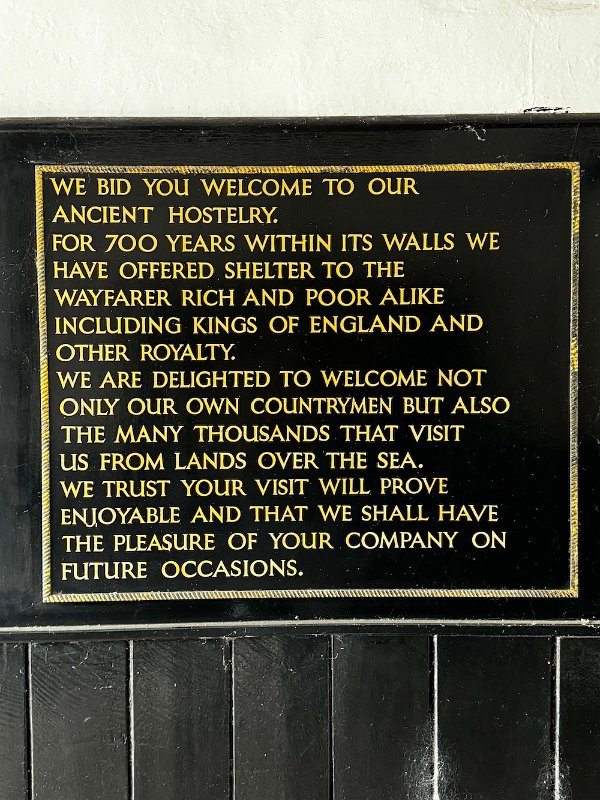 WE BID YOU WELCOME TO OUR
ANCIENT HOSTELRY.
FOR 700 YEARS WITHIN ITS WALLS WE
HAVE OFFERED SHELTER TO THE
WAYFARER RICH AND POOR ALIKE
INCLUDING KINGS OF ENGLAND AND
OTHER ROYALTY.
WE ARE DELIGHTED TO WELCOME NOT
ONLY OUR OWN COUNTRYMEN BUT ALSO
THE MANY THOUSANDS THAT VISIT
US FROM LANDS OVER THE SEA.
WE TRUST YOUR VISIT WILL PROVE
ENJOYABLE AND THAT WE SHALL HAVE
THE PLEASURE OF YOUR COMPANY ON
FUTURE OCCASIONS.